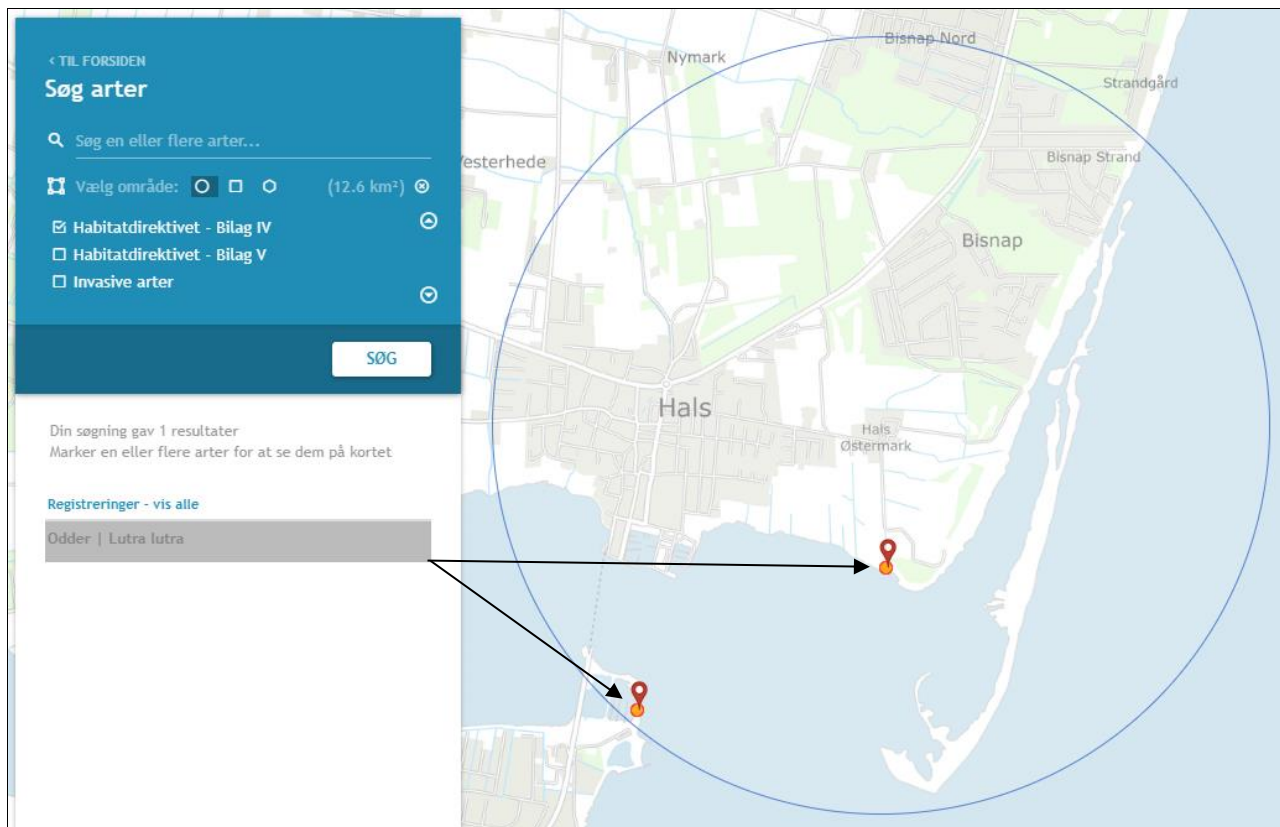 < TIL FORSIDEN
Søg arter
Søg en eller flere arter...
Vælg område:
(12.6 km²)
Habitatdirektivet - Bilag IV
Habitatdirektivet - Bilag V
Invasive arter
SØG
Din søgning gav 1 resultater
Marker en eller flere arter for at se dem på kortet
Registreringer - vis alle
Odder | Lutra lutra
Bisnap Nord
Nymark
Strandgård
Bisnap Strand
Vesterhede
Bisnap
Hals
Hals
Østermark